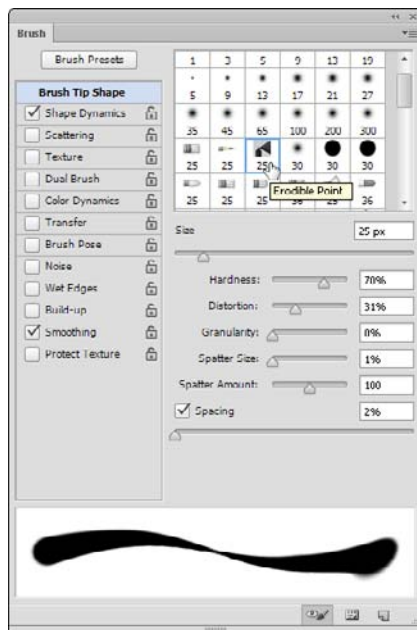 Brush
Brush Presets
Brush Tip Shape
Shape Dynamics
Scattering
Texture
Dual Brush
Color Dynamics
Transfer
Brush Pose
Noise
Wet Edges
Build-up
Smoothing
Protect Texture
1 3 5 9 13 19
5 9 13 17 21 27
35 45 65 100 200 300
25 25 25 30 30 30
25 25 25 36 25 36
Erodible Point
Size 25 px
Hardness: 70%
Distortion: 31%
Granularity: 0%
Spatter Size: 1%
Spatter Amount: 100
Spacing 2%